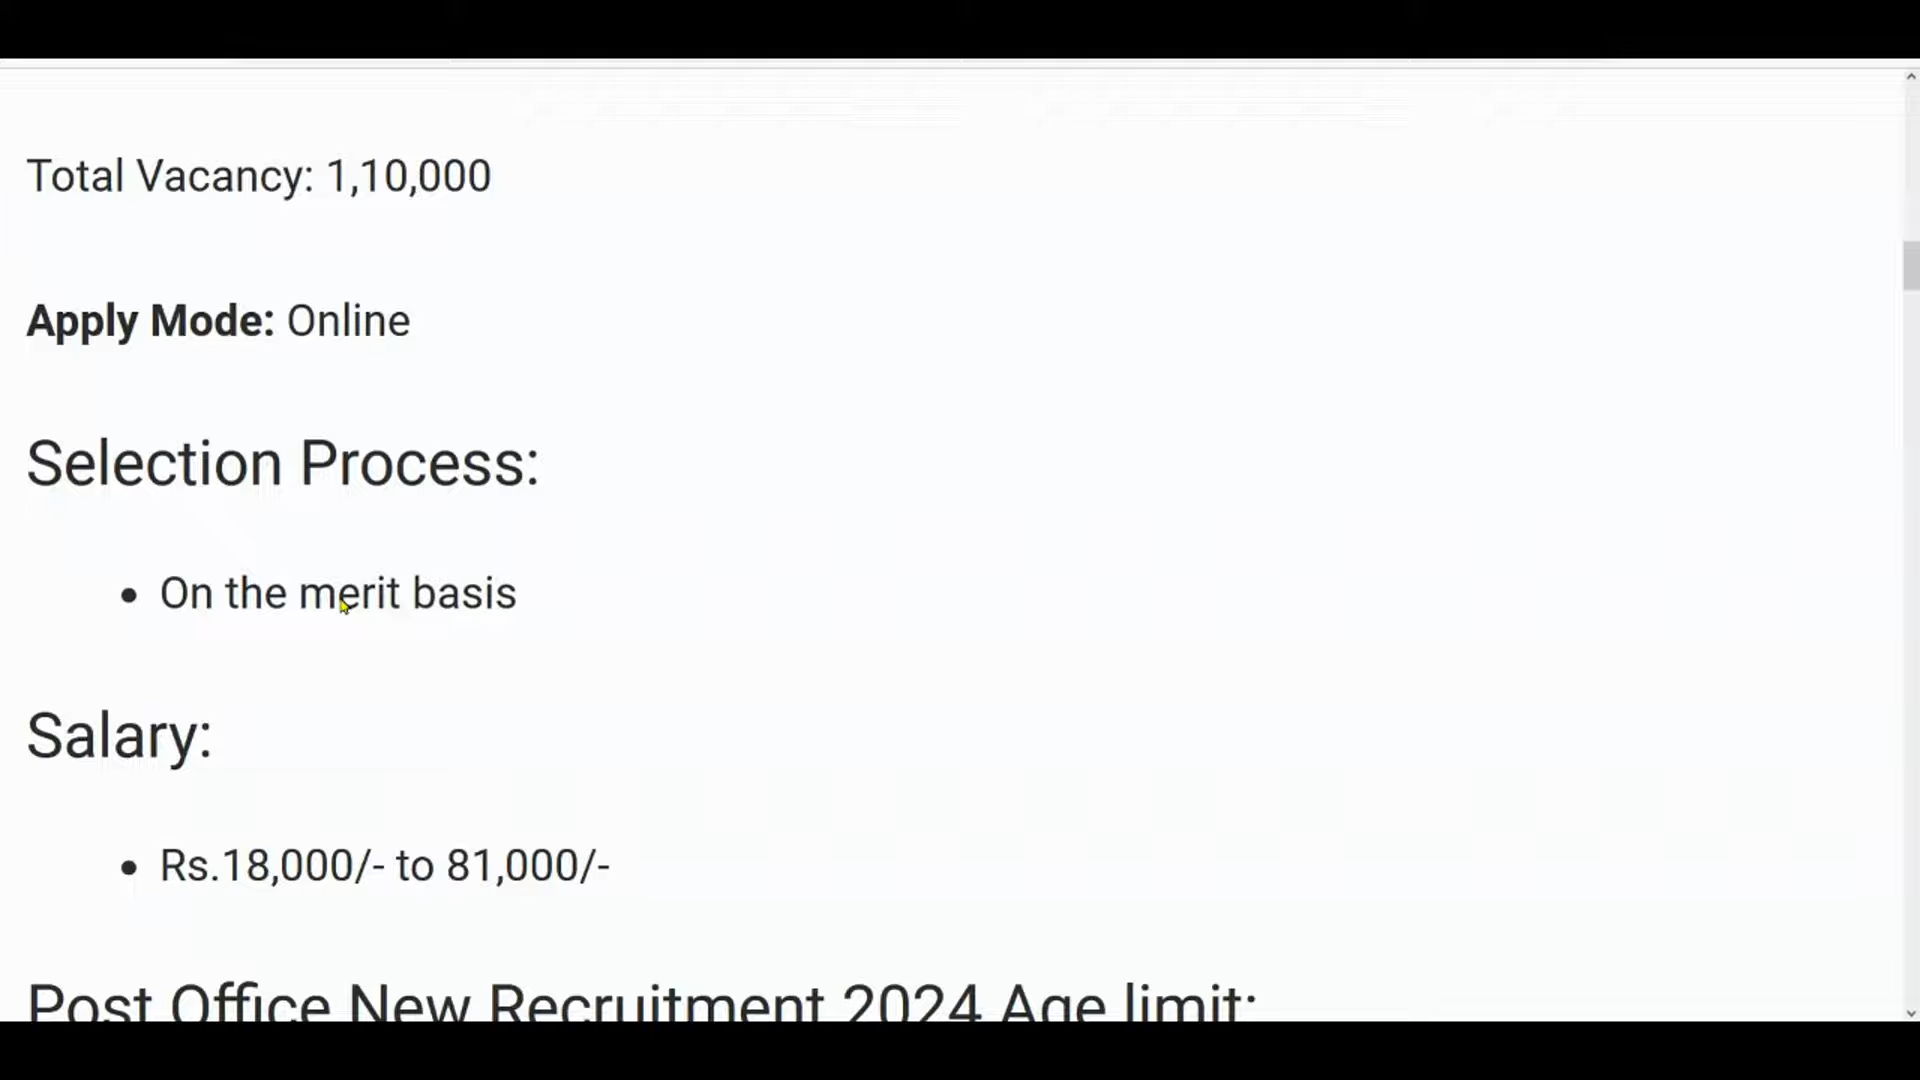 Total Vacancy: 1,10,000
Apply Mode: Online
Selection Process:
• On the merit basis
Salary:
• Rs.18,000/- to 81,000/-
Post Office New Recruitment 2024 Age limit: